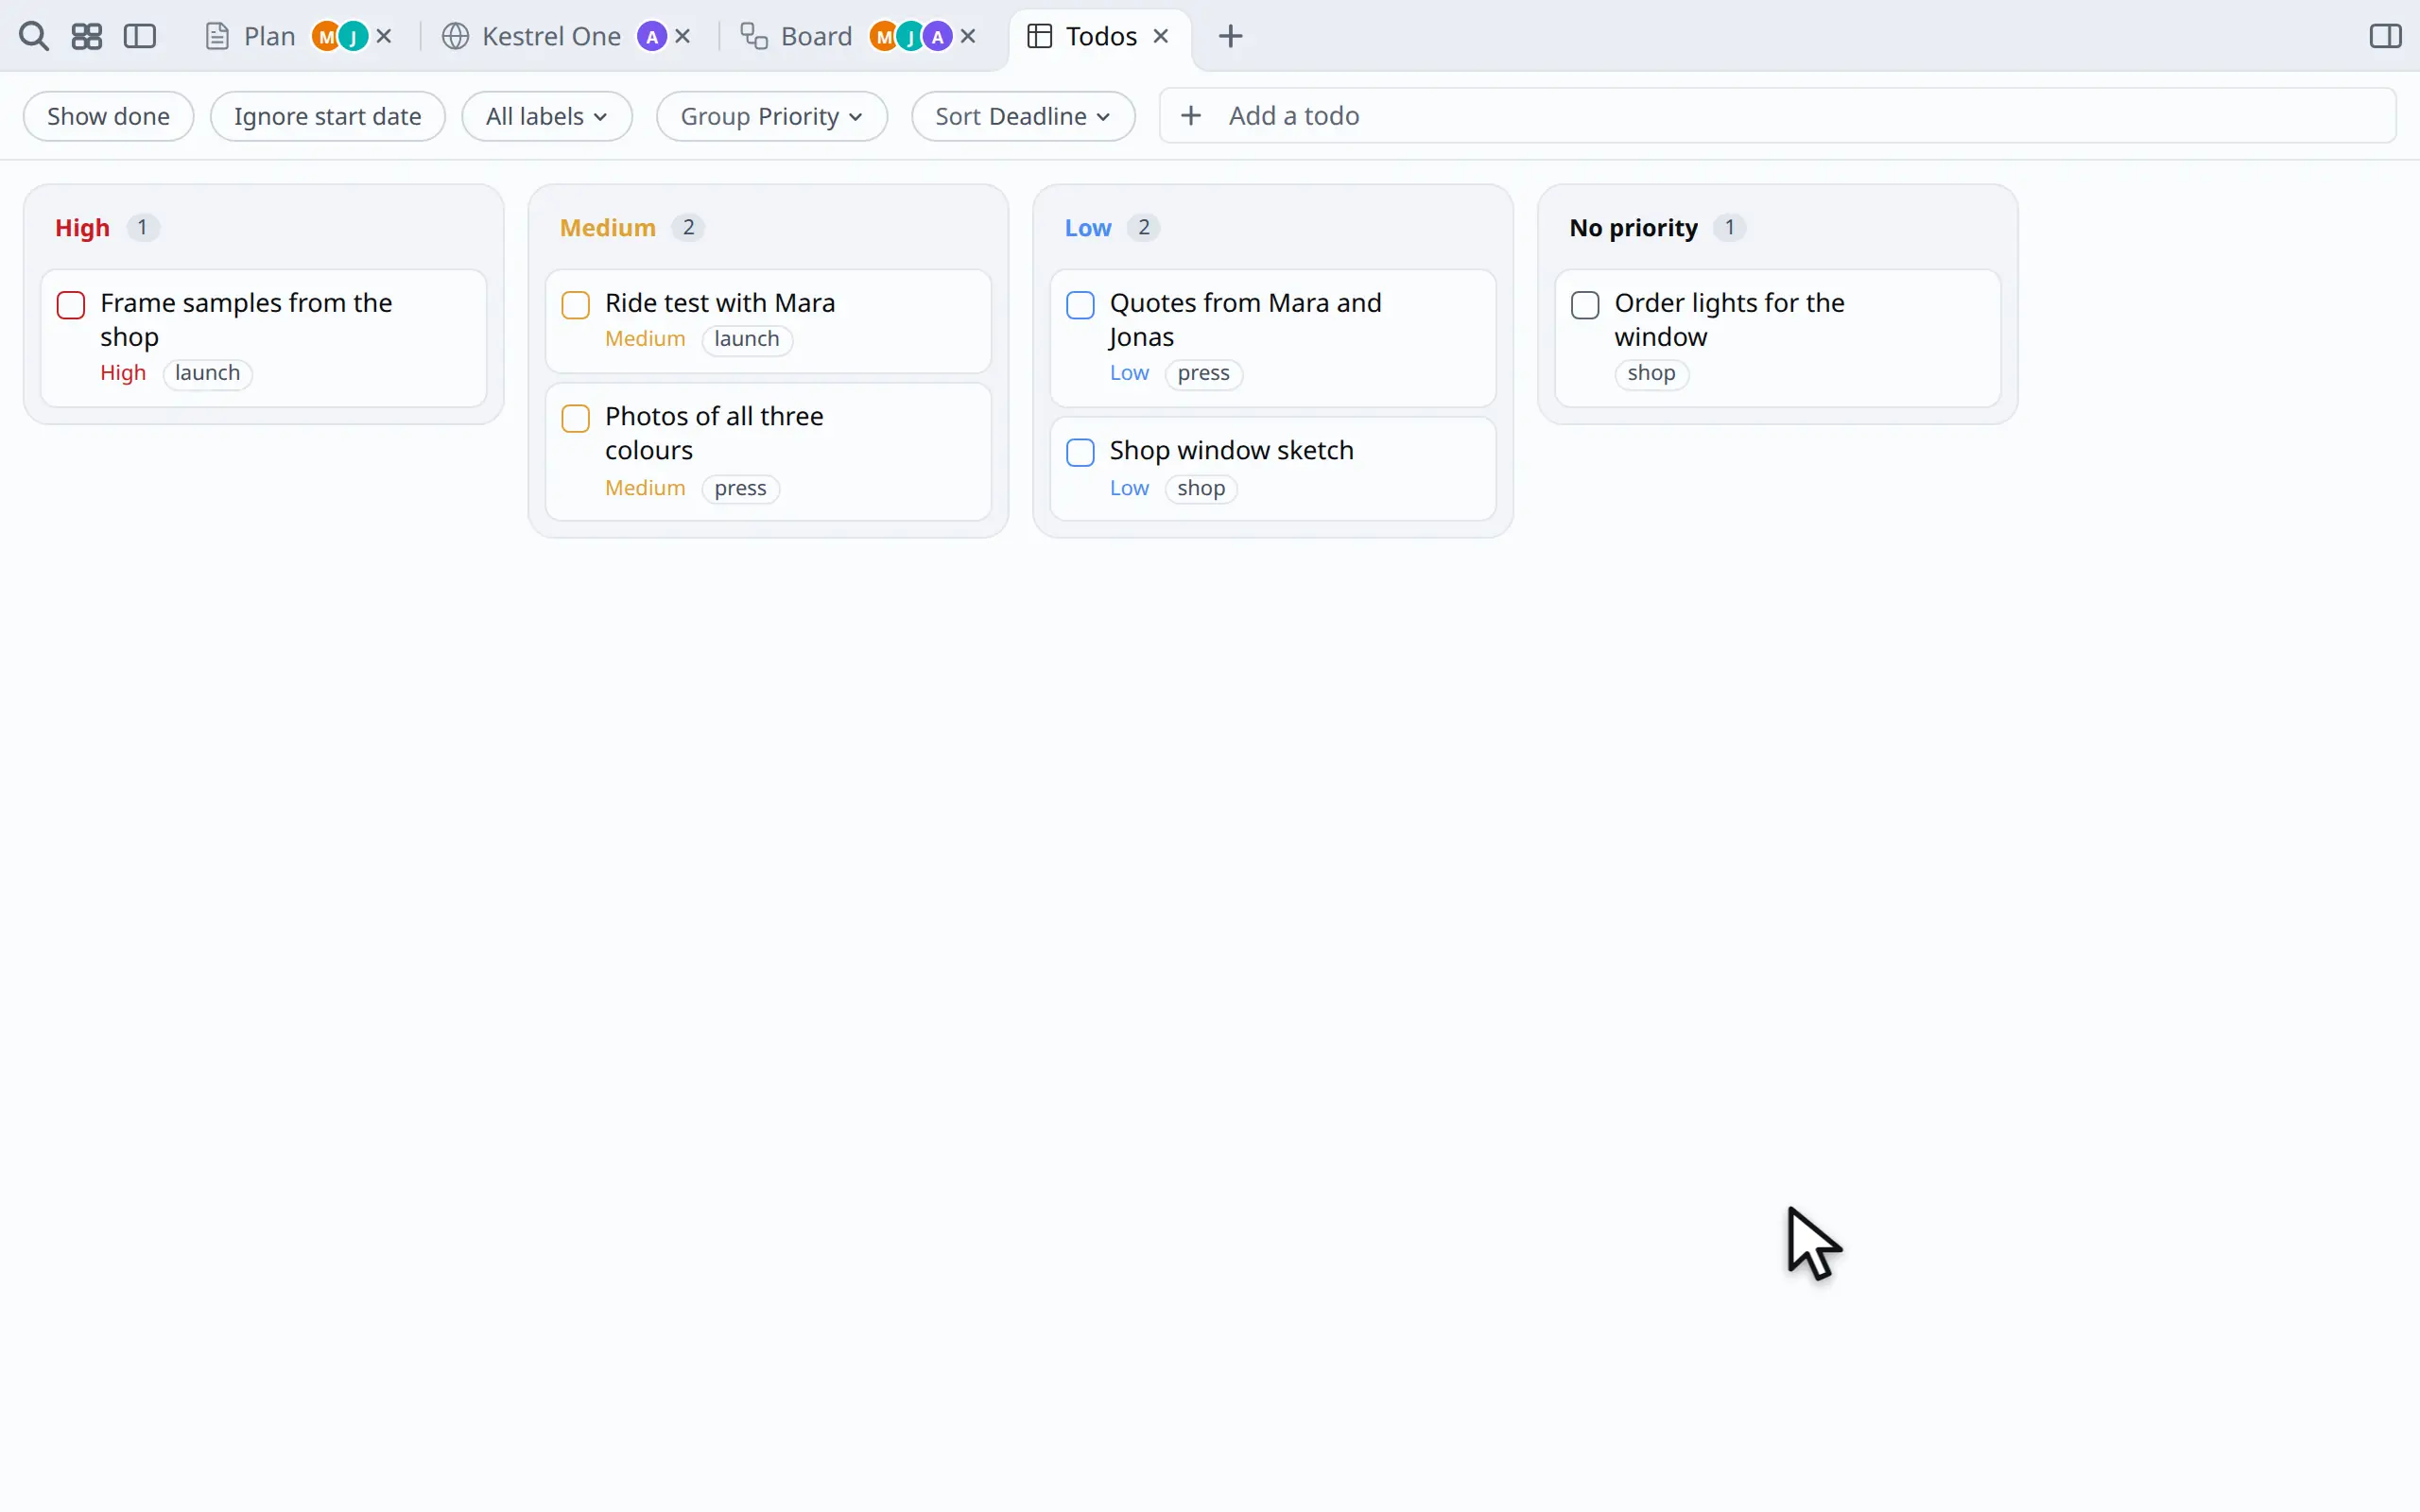 Plan M J
Kestrel One A
Board M J A
Todos
Show done
Ignore start date
All labels
Group Priority
Sort Deadline
Add a todo
High 1
Frame samples from the
shop
High launch
Medium 2
Ride test with Mara
Medium launch
Photos of all three
colours
Medium press
Low 2
Quotes from Mara and
Jonas
Low press
Shop window sketch
Low shop
No priority 1
Order lights for the
window
shop